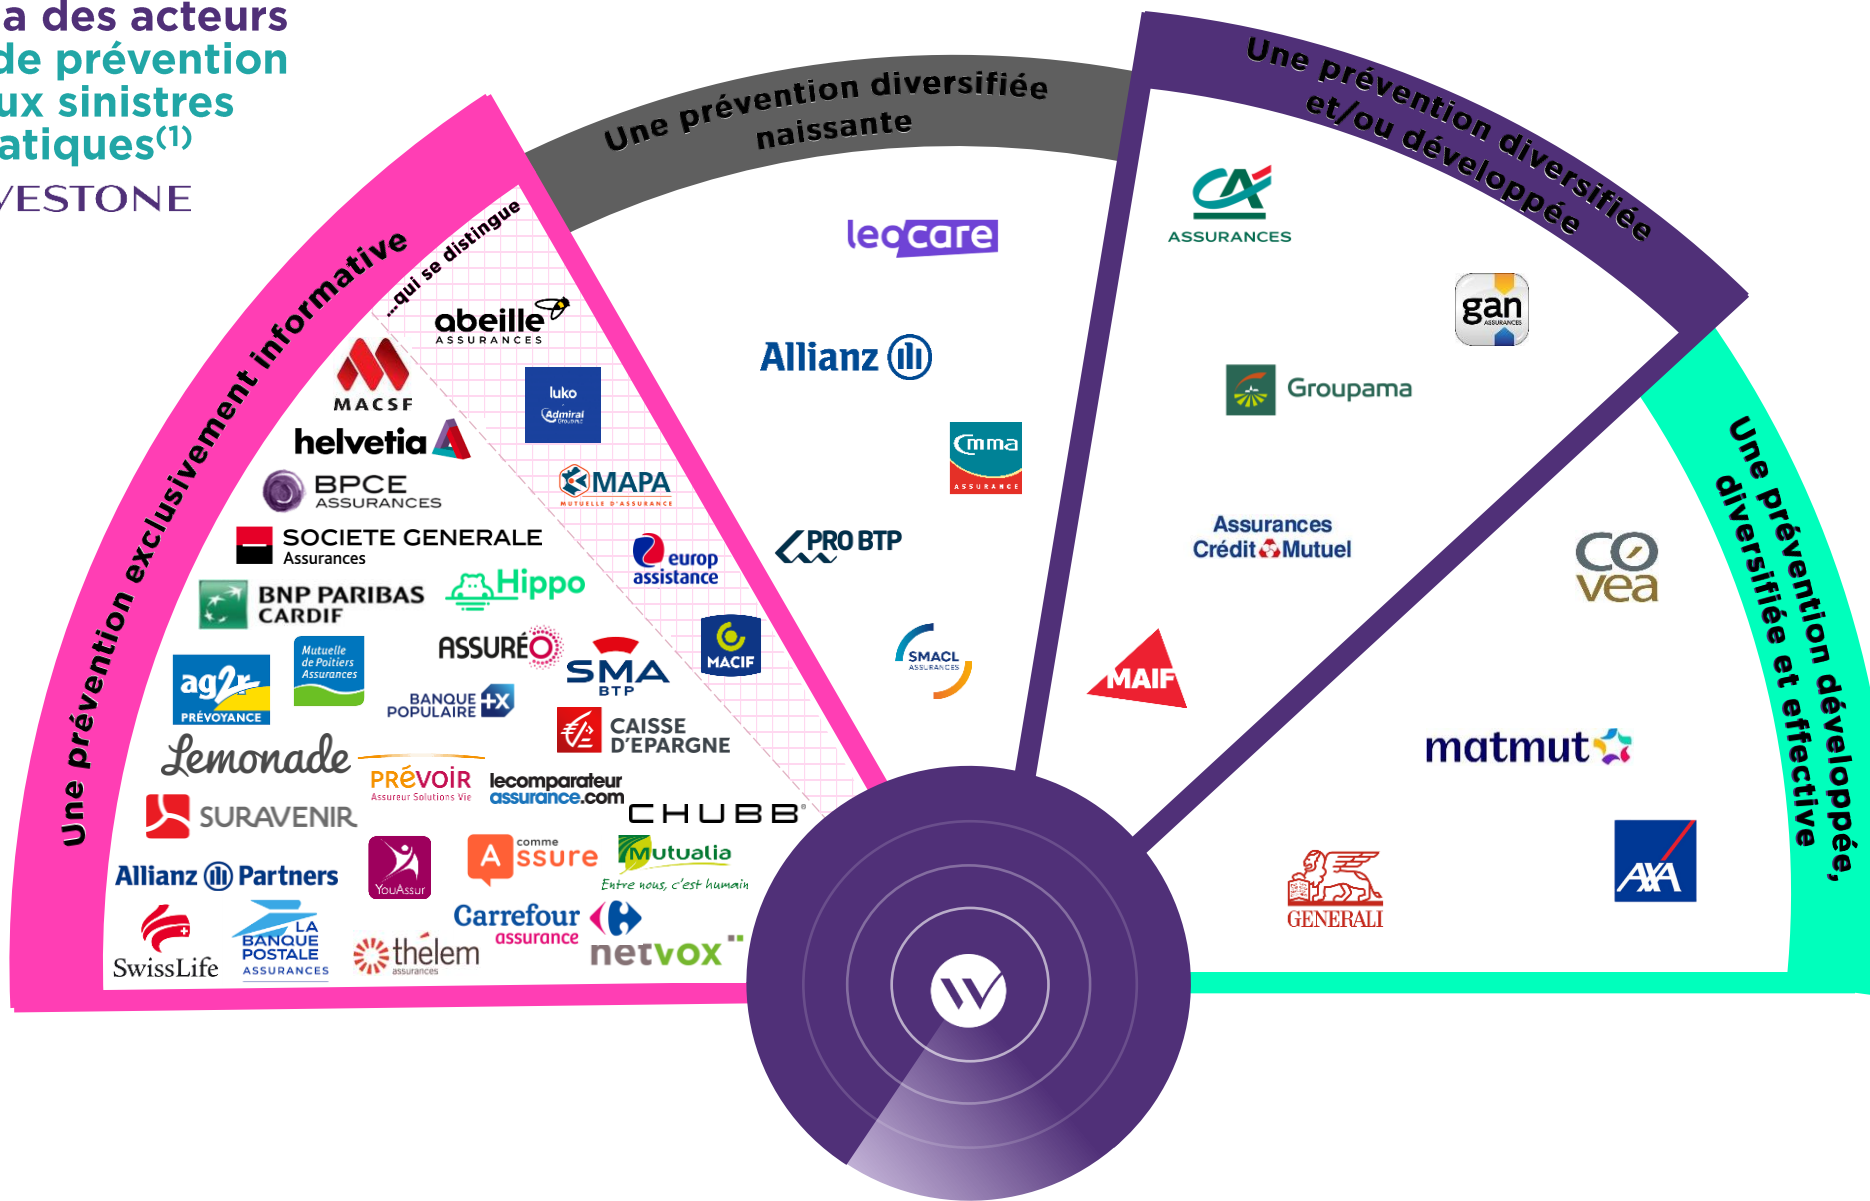 a des acteurs
de prévention
ux sinistres
atiques(1)
VESTONE
Une prévention exclusivement informative
...qui se distingue
abeille
ASSURANCES
MACSF
luko
Admiral
helvetia
BPCE
ASSURANCES
MAPA
MUTUELLE D'ASSURANCE
SOCIETE GENERALE
Assurances
europ
assistance
BNP PARIBAS
CARDIF
Hippo
MACIF
ASSURÉO
SMA
BTP
Mutuelle
de Poitiers
Assurances
ag2r
PRÉVOYANCE
BANQUE
POPULAIRE
CAISSE
D'EPARGNE
Lemonade
PRéVOIR
Assureur Solutions Vie
lecomparateur
assurance.com
CHUBB
SURAVENIR
Allianz Partners
YouAssur
comme
Assure
Mutualia
Entre nous, c'est humain
SwissLife
LA
BANQUE
POSTALE
ASSURANCES
thélem
assurances
Carrefour
assurance
netvox
Une prévention diversifiée
naissante
leocare
Allianz
mma
ASSURANCE
PRO BTP
SMACL
ASSURANCES
Une prévention diversifiée
et/ou développée
CA
ASSURANCES
gan
ASSURANCES
Groupama
Assurances
Crédit Mutuel
MAIF
Une prévention développée,
diversifiée et effective
covea
matmut
GENERALI
AXA